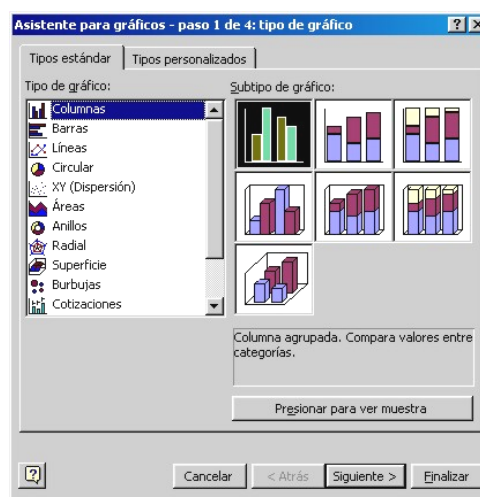 Asistente para gráficos - paso 1 de 4: tipo de gráfico
Tipos estándar
Tipos personalizados
Tipo de gráfico:
Columnas
Barras
Líneas
Circular
XY (Dispersión)
Áreas
Anillos
Radial
Superficie
Burbujas
Cotizaciones
Subtipo de gráfico:
Columna agrupada. Compara valores entre
categorías.
Presionar para ver muestra
Cancelar
< Atrás
Siguiente >
Finalizar